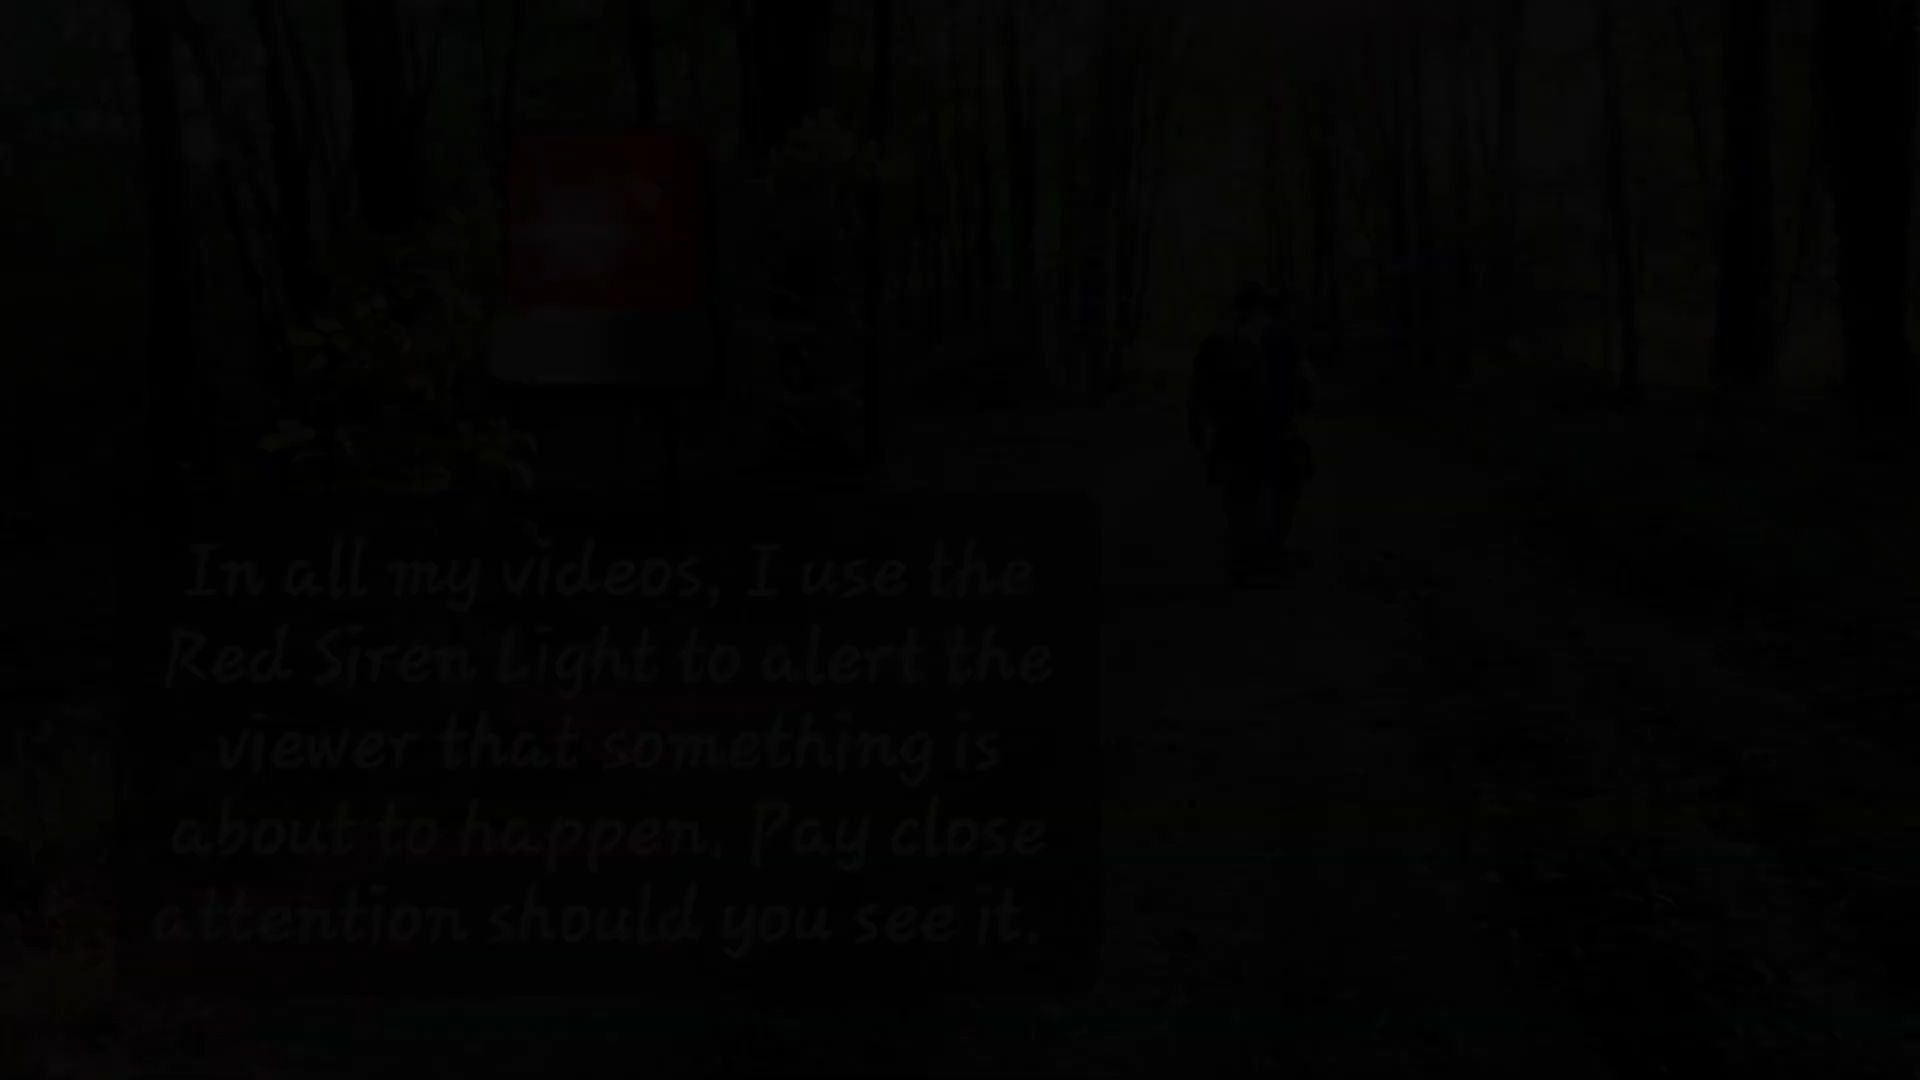 In all my videos, I use the
Red Siren Light to alert the
viewer that something is
about to happen. Pay close
attention should you see it.